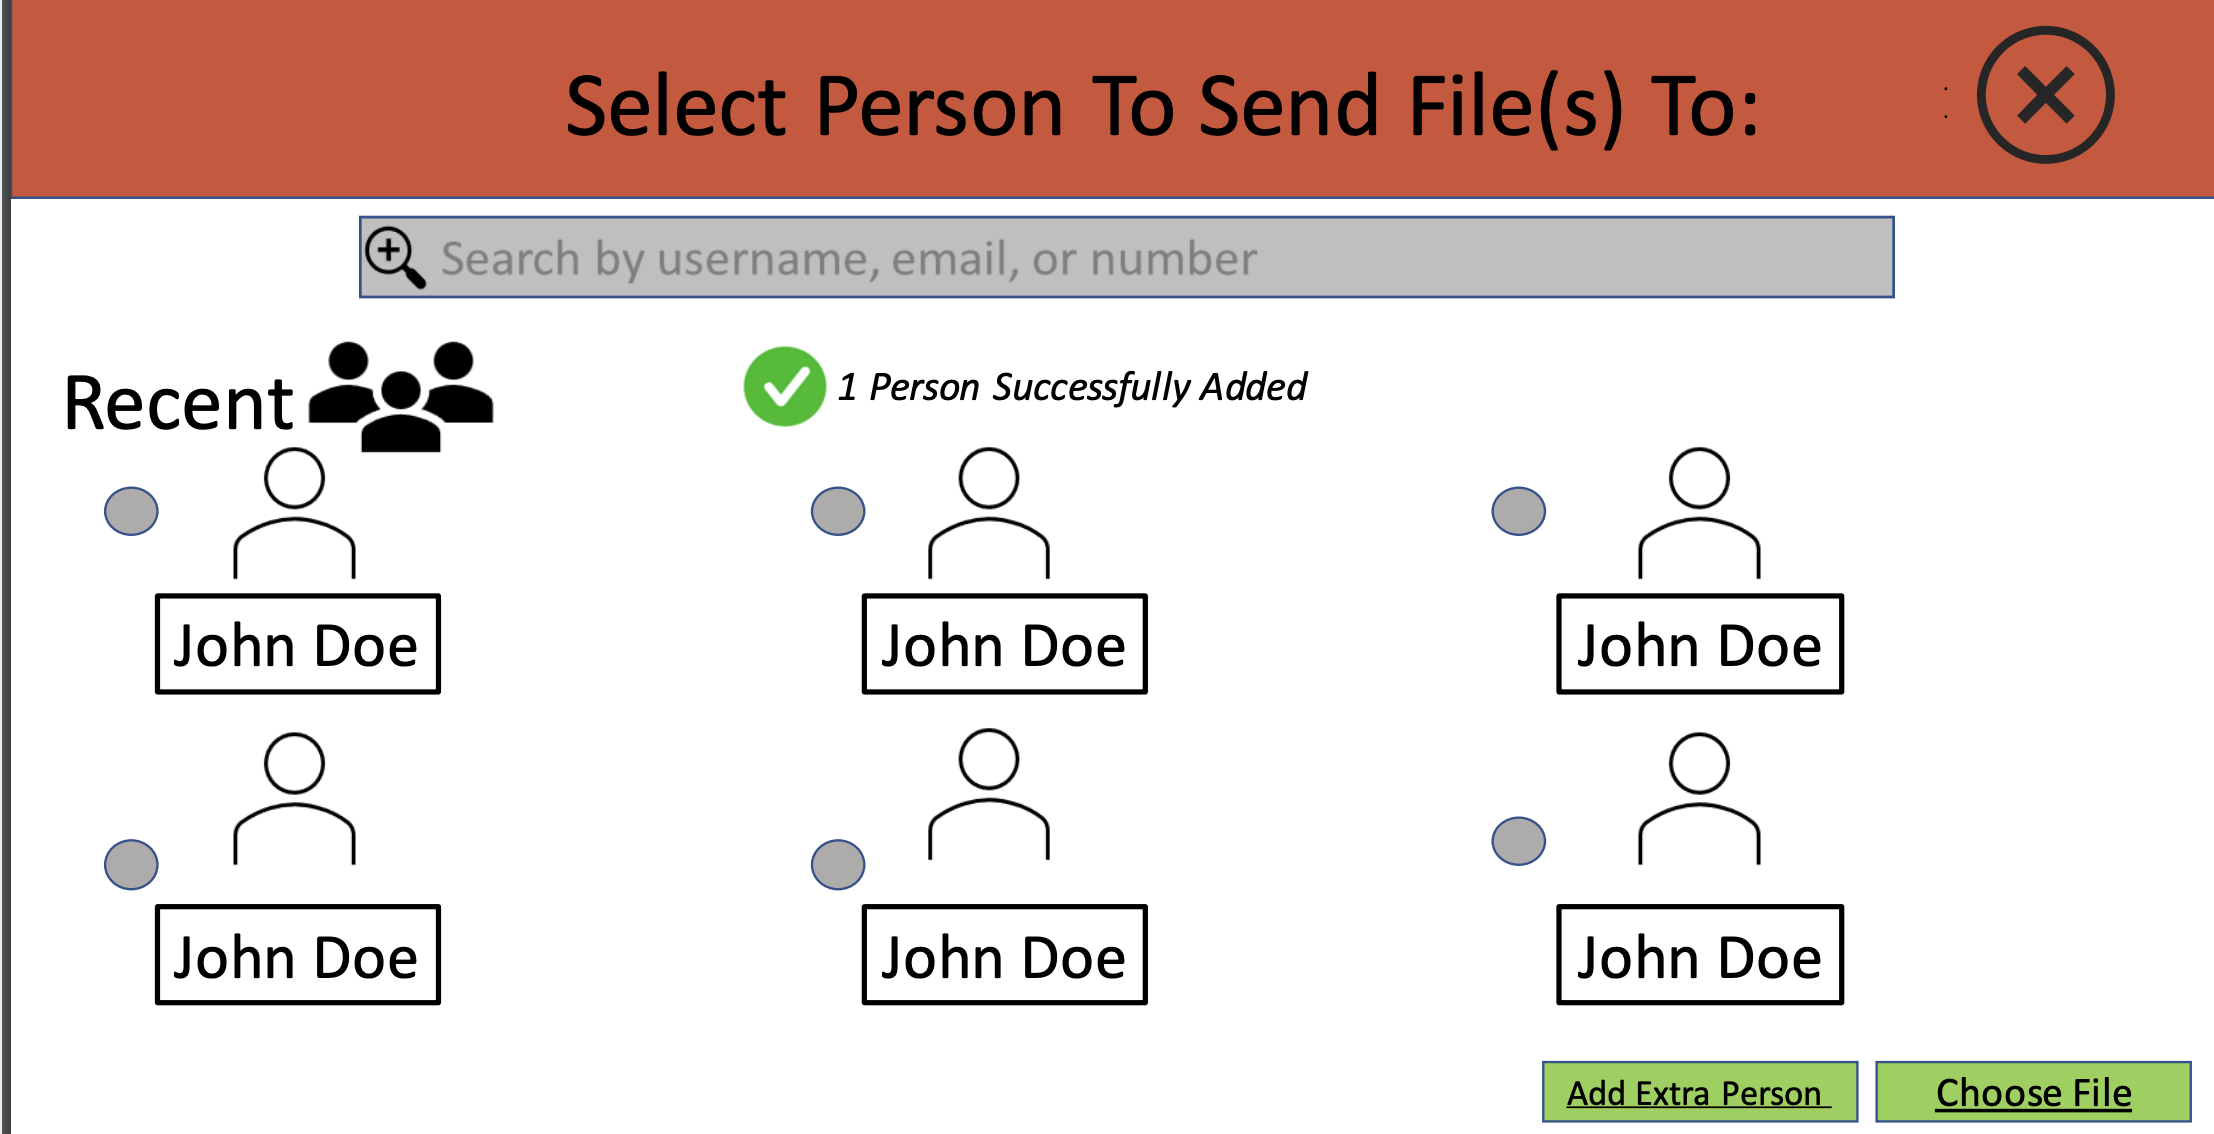 Select Person To Send File(s) To:
Search by username, email, or number
Recent
1 Person Successfully Added
John Doe
John Doe
John Doe
John Doe
John Doe
John Doe
Add Extra Person
Choose File